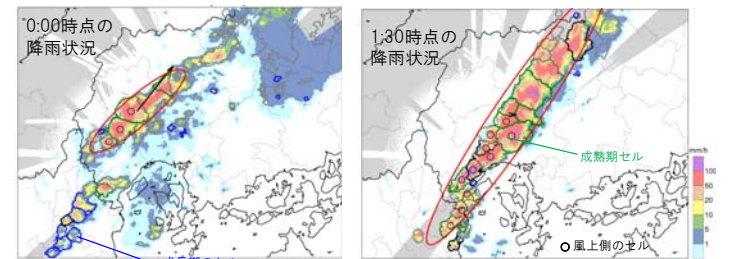 0:00時点の
降雨状況
1:30時点の
降雨状況
成熟期セル
風上側のセル
mm/h
100
50
20
10
5
1